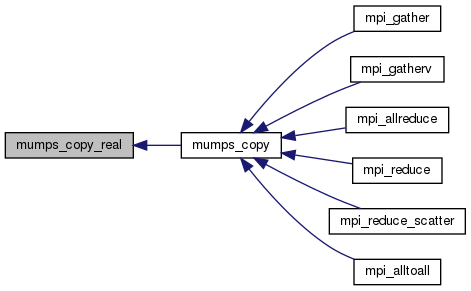 mpi_gather
mpi_gatherv
mpi_allreduce
mumps_copy_real
mumps_copy
mpi_reduce
mpi_reduce_scatter
mpi_alltoall